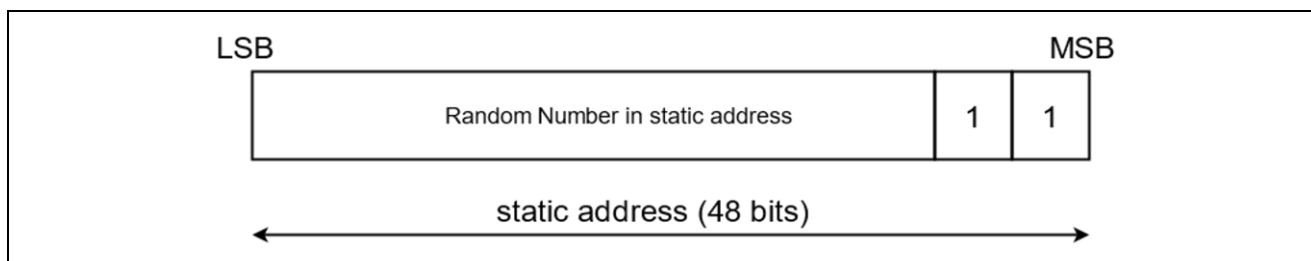 LSB MSB
Random Number in static address 1 1
static address (48 bits)